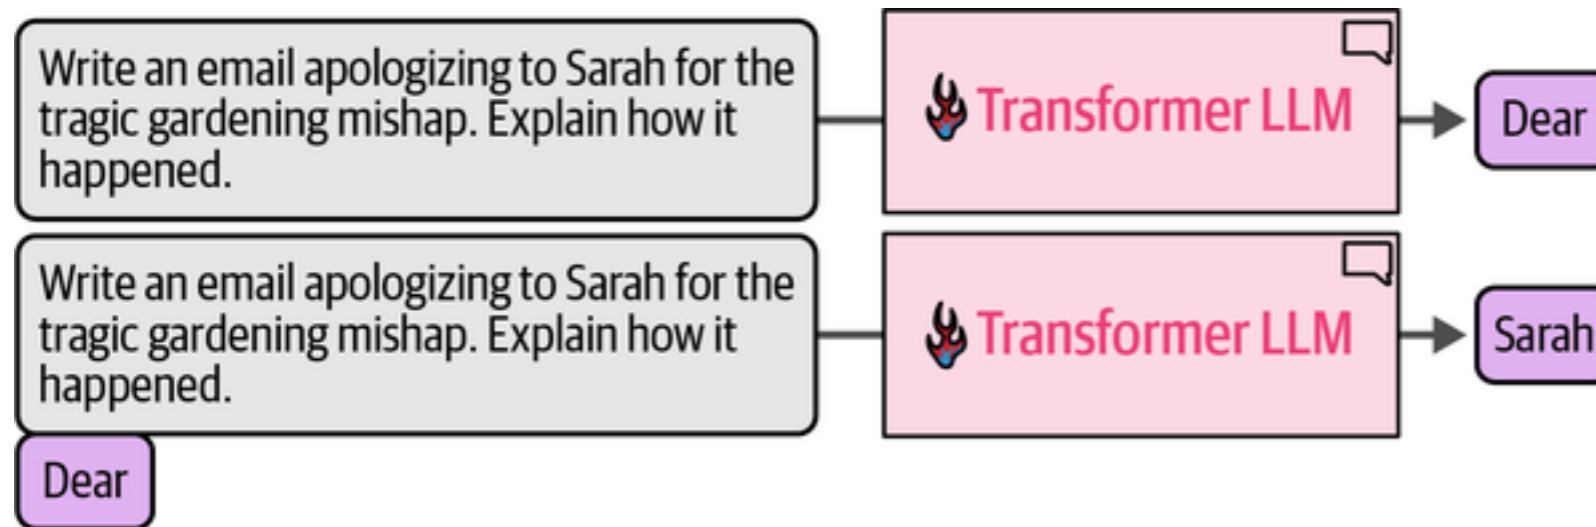 Write an email apologizing to Sarah for the
tragic gardening mishap. Explain how it
happened.
Transformer LLM
Dear
Write an email apologizing to Sarah for the
tragic gardening mishap. Explain how it
happened.
Transformer LLM
Sarah
Dear